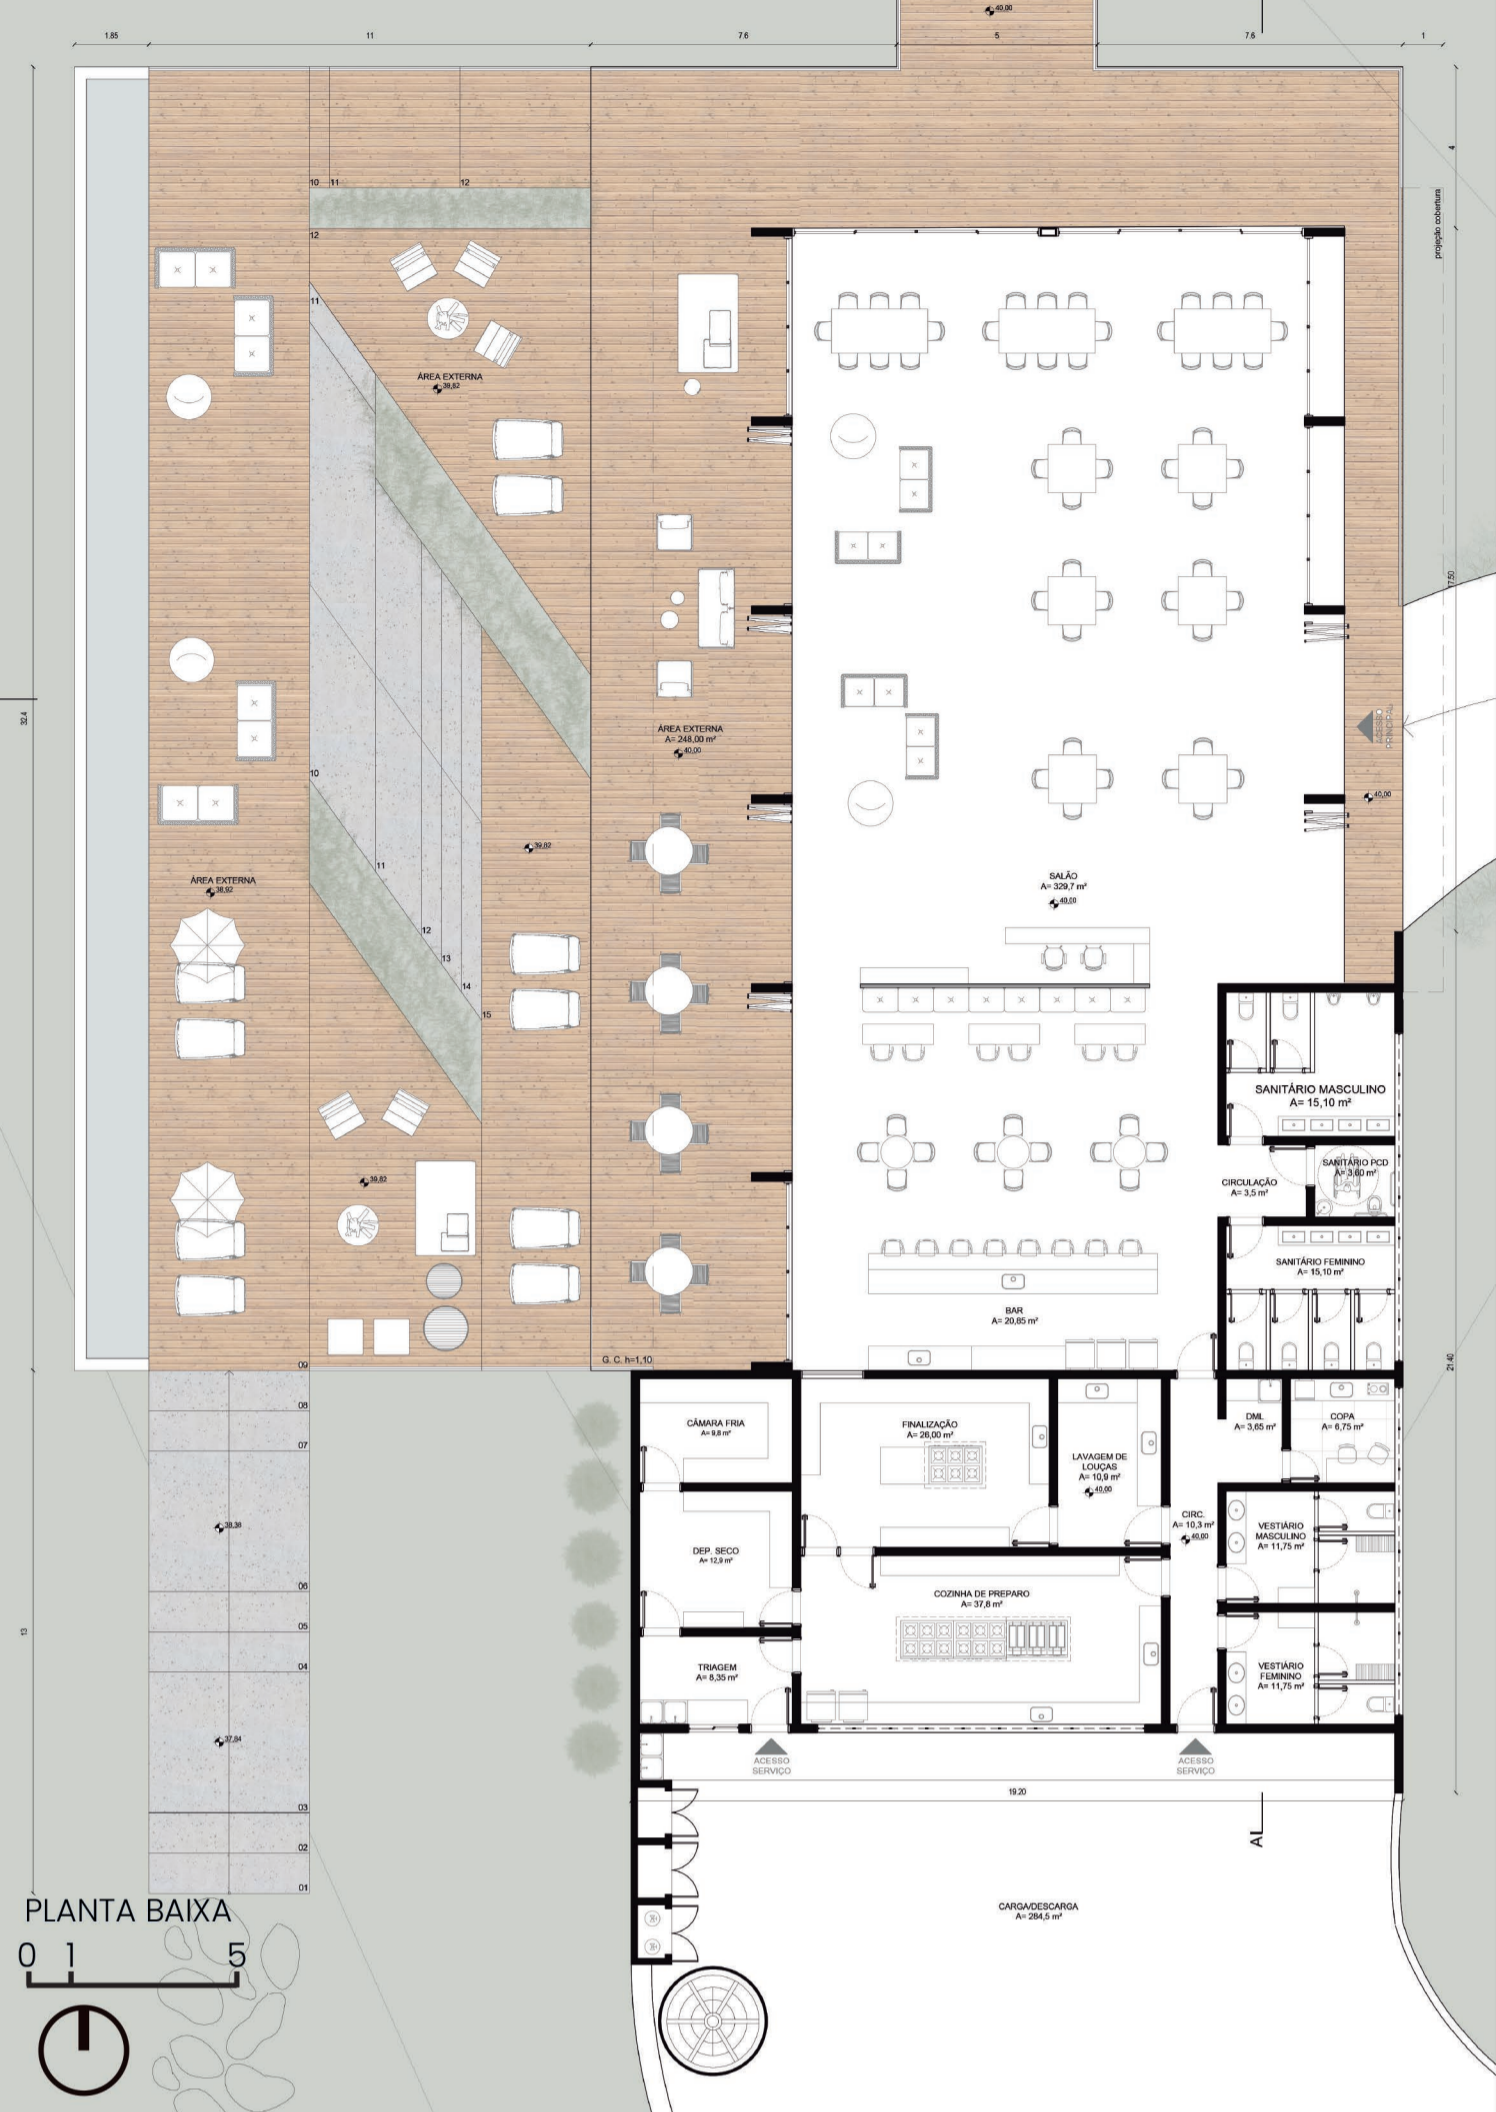 40,00
1.85
11
7.6
5
7.6
1
4
10
11
12
projeção cobertura
12
11
ÁREA EXTERNA
39,82
17.50
32.4
ÁREA EXTERNA
A= 248,00 m²
40,00
ACESSO
PRINCIPAL
10
40,00
39,82
11
ÁREA EXTERNA
38,92
SALÃO
A= 329,7 m²
40,00
12
13
14
15
SANITÁRIO MASCULINO
A= 15,10 m²
SANITÁRIO PCD
A= 3,60 m²
39,82
CIRCULAÇÃO
A= 3,5 m²
SANITÁRIO FEMININO
A= 15,10 m²
BAR
A= 20,85 m²
G. C. h=1,10
09
21.40
08
CÂMARA FRIA
A= 9,8 m²
FINALIZAÇÃO
A= 26,00 m²
DML
A= 3,65 m²
COPA
A= 6,75 m²
07
LAVAGEM DE
LOUÇAS
A= 10,9 m²
40,00
38,38
CIRC.
A= 10,3 m²
40,00
VESTIÁRIO
MASCULINO
A= 11,75 m²
DEP. SECO
A= 12,9 m²
06
COZINHA DE PREPARO
A= 37,8 m²
05
13
04
TRIAGEM
A= 8,35 m²
VESTIÁRIO
FEMININO
A= 11,75 m²
37,84
ACESSO
SERVIÇO
ACESSO
SERVIÇO
19.20
03
AL
02
01
PLANTA BAIXA
CARGA/DESCARGA
A= 284,5 m²
0 1 5